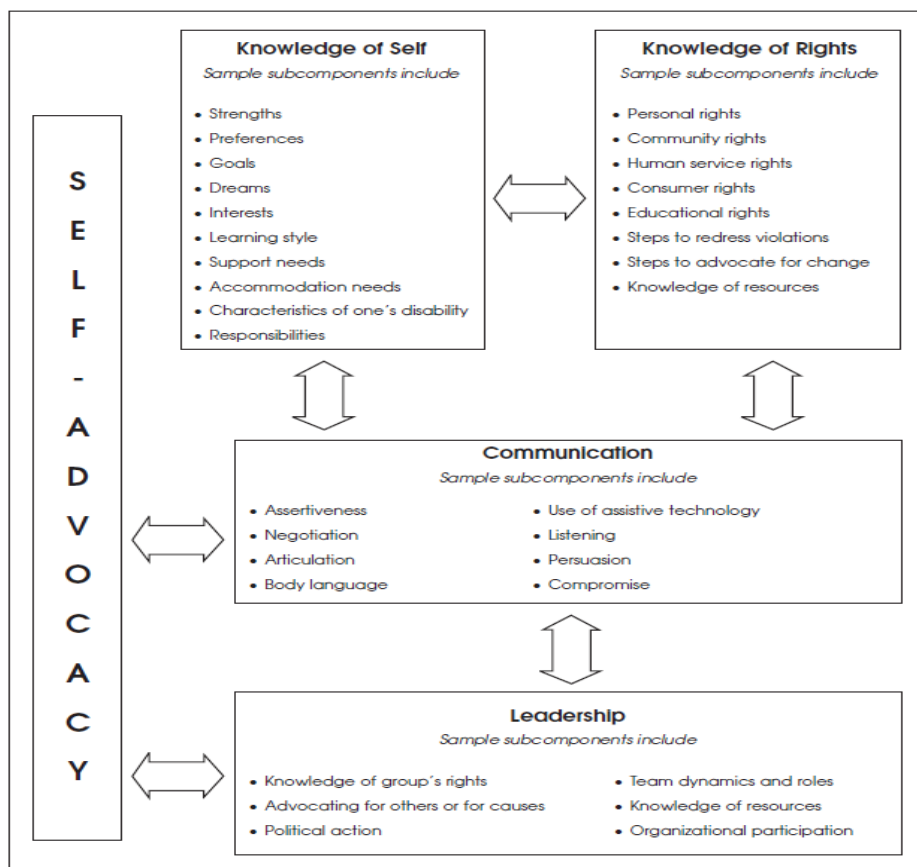 Knowledge of Self
Sample subcomponents include
• Strengths
• Preferences
• Goals
• Dreams
• Interests
• Learning style
• Support needs
• Accommodation needs
• Characteristics of one's disability
• Responsibilities
Knowledge of Rights
Sample subcomponents include
• Personal rights
• Community rights
• Human service rights
• Consumer rights
• Educational rights
• Steps to redress violations
• Steps to advocate for change
• Knowledge of resources
S
E
L
F
-
A
D
V
O
C
A
C
Y
Communication
Sample subcomponents include
• Assertiveness
• Negotiation
• Articulation
• Body language
• Use of assistive technology
• Listening
• Persuasion
• Compromise
Leadership
Sample subcomponents include
• Knowledge of group's rights
• Advocating for others or for causes
• Political action
• Team dynamics and roles
• Knowledge of resources
• Organizational participation